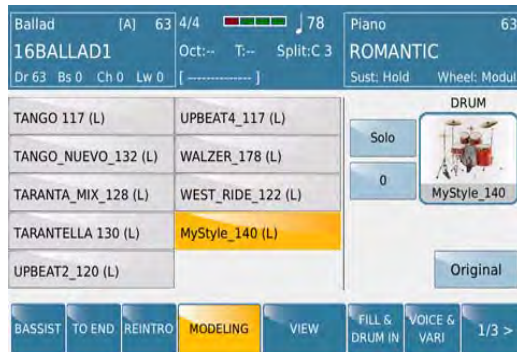 Ballad [A] 63 4/4 78 Piano 63
16BALLAD1 Oct:-- T:-- Split:C 3 ROMANTIC
Dr 63 Bs 0 Ch 0 Lw 0 [ -------------- ] Sust: Hold Wheel: Modul
DRUM
TANGO 117 (L) UPBEAT4_117 (L)
Solo
TANGO_NUEVO_132 (L) WALZER_178 (L)
0
TARANTA_MIX_128 (L) WEST_RIDE_122 (L) MyStyle_140
TARANTELLA 130 (L) MyStyle_140 (L)
UPBEAT2_120 (L) Original
BASSIST TO END REINTRO MODELING VIEW FILL & DRUM IN VOICE & VARI 1/3 >